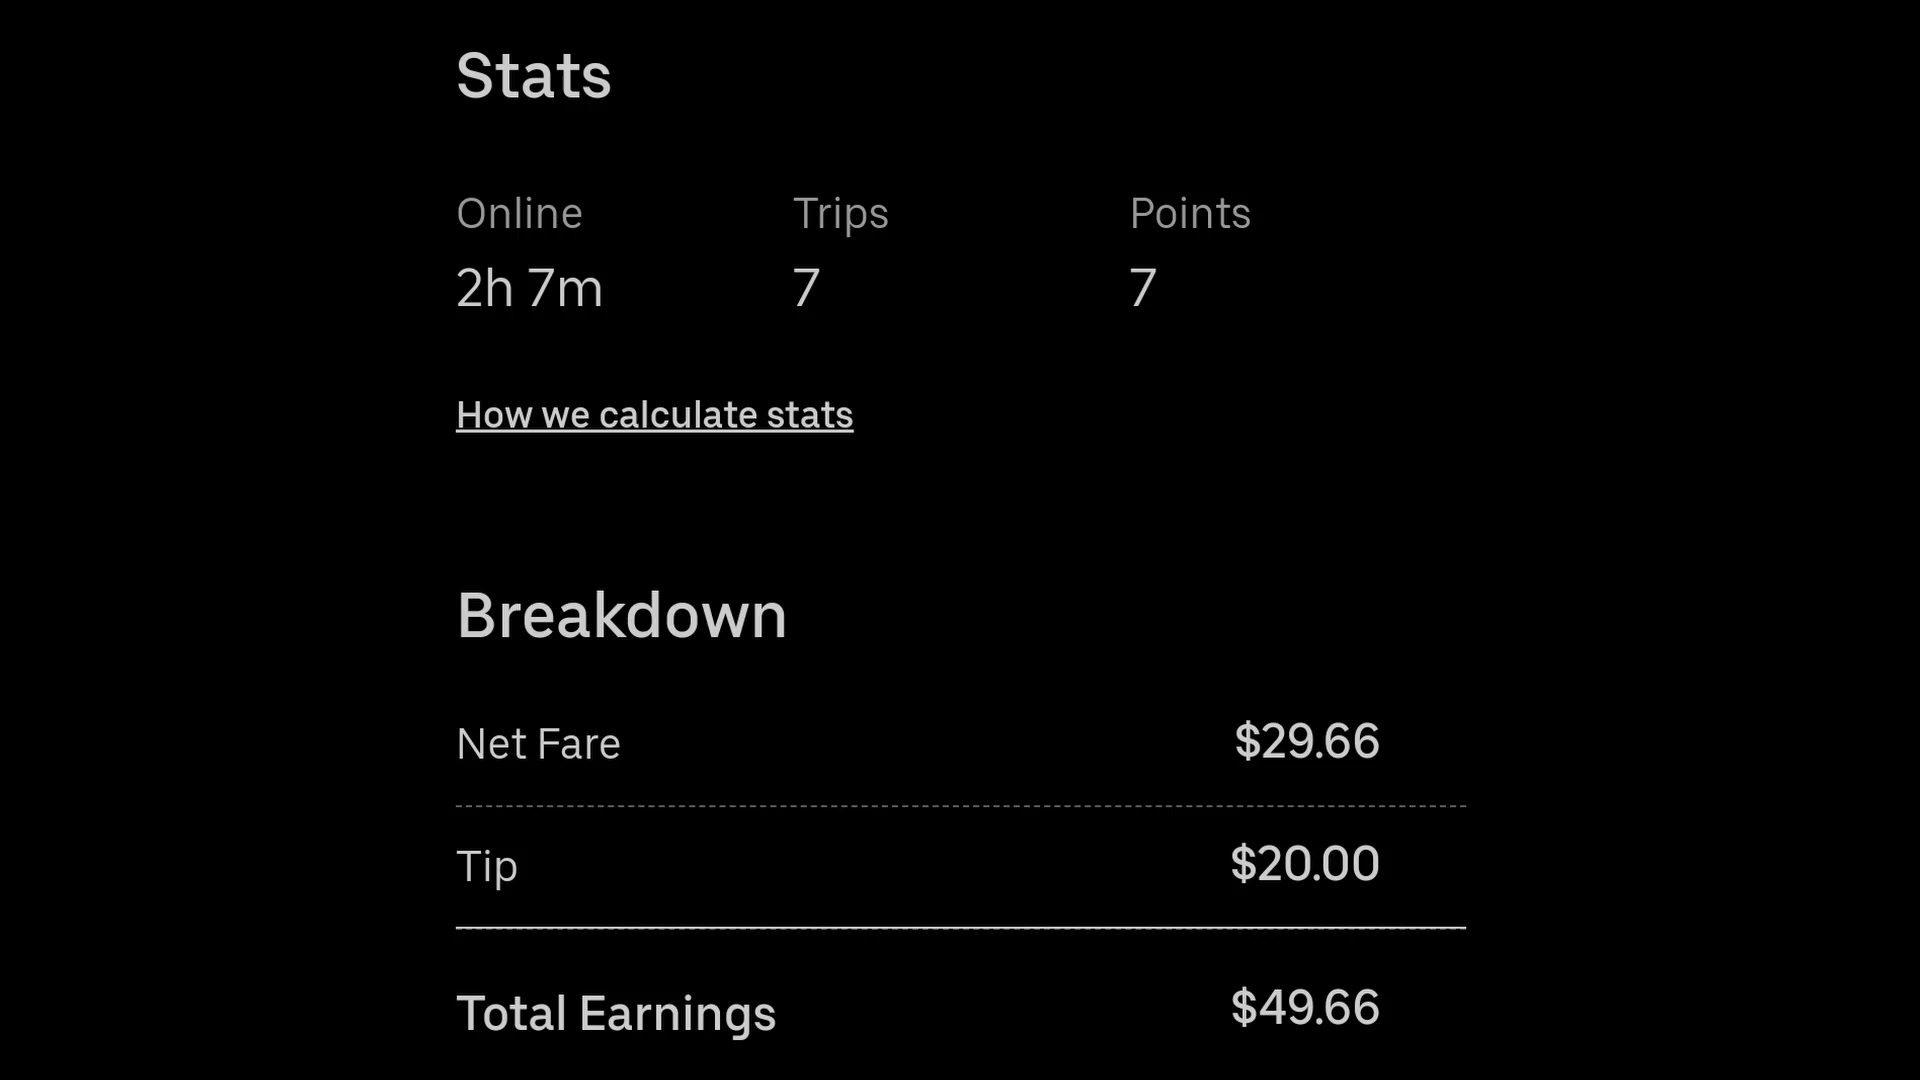 Stats
Online Trips Points
2h 7m 7 7
How we calculate stats
Breakdown
Net Fare $29.66
Tip $20.00
Total Earnings $49.66